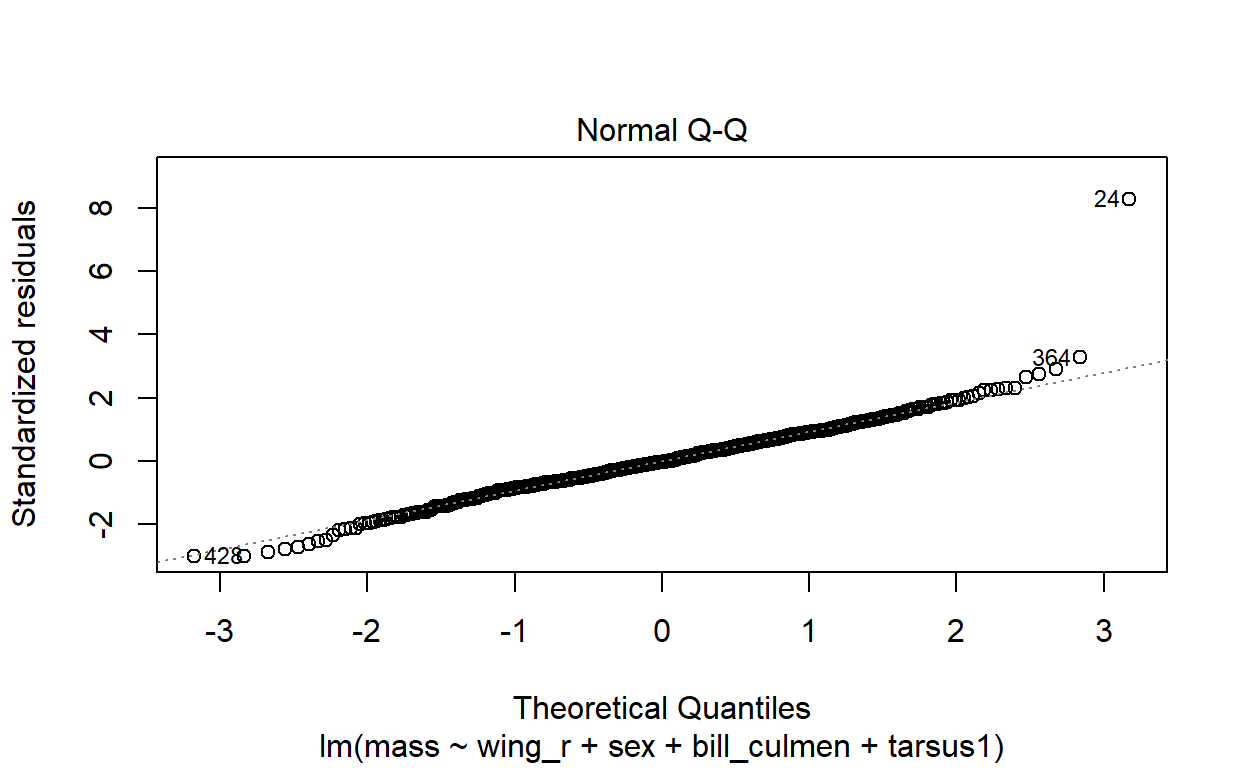 Normal Q-Q
Standardized residuals
8
6
4
2
0
-2
24
364
428
-3 -2 -1 0 1 2 3
Theoretical Quantiles
lm(mass ~ wing_r + sex + bill_culmen + tarsus1)